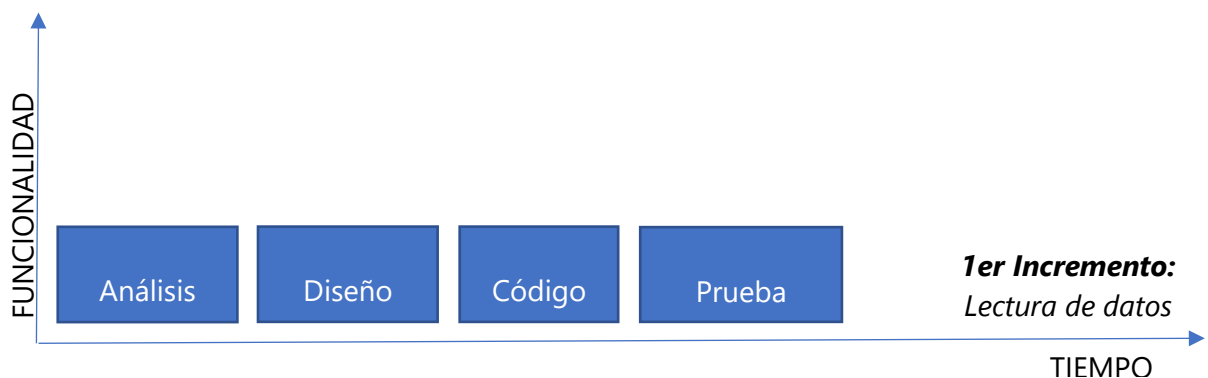 FUNCIONALIDAD
Análisis
Diseño
Código
Prueba
1er Incremento:
Lectura de datos
TIEMPO